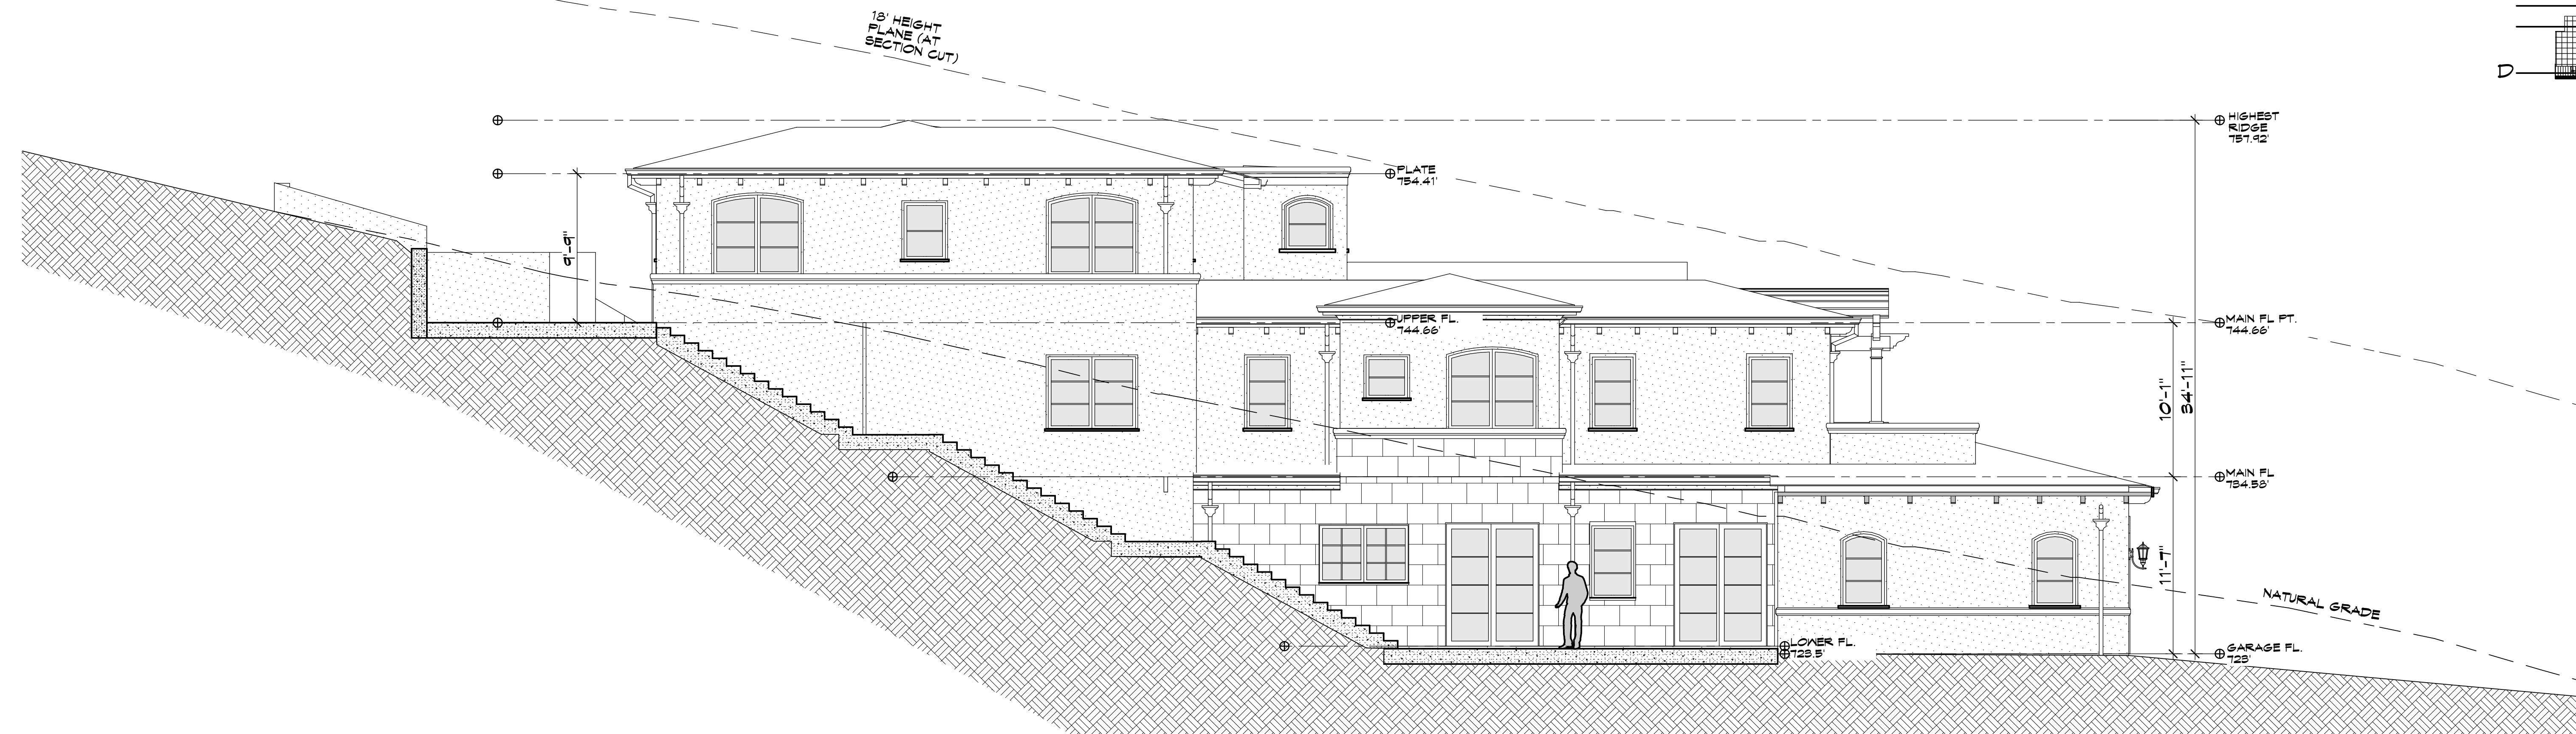 18' HEIGHT
PLANE (AT
SECTION CUT)
D
HIGHEST
RIDGE
757.92'
PLATE
754.41'
9'-9"
UPPER FL.
744.66'
MAIN FL PT.
744.66'
10'-1"
34'-11"
MAIN FL
734.58'
11'-7"
NATURAL GRADE
LOWER FL.
723.5'
GARAGE FL.
723'